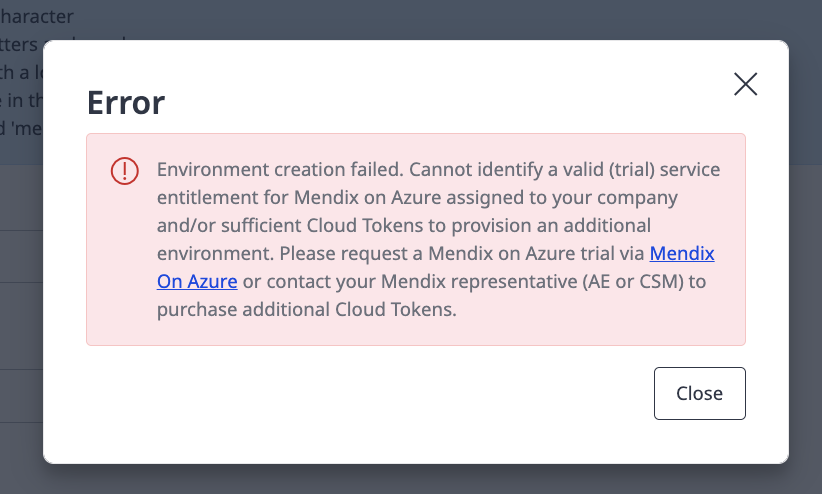 haracter
tters
th a
e in th
d 'me
Error
Environment creation failed. Cannot identify a valid (trial) service
entitlement for Mendix on Azure assigned to your company
and/or sufficient Cloud Tokens to provision an additional
environment. Please request a Mendix on Azure trial via Mendix
On Azure or contact your Mendix representative (AE or CSM) to
purchase additional Cloud Tokens.
Close